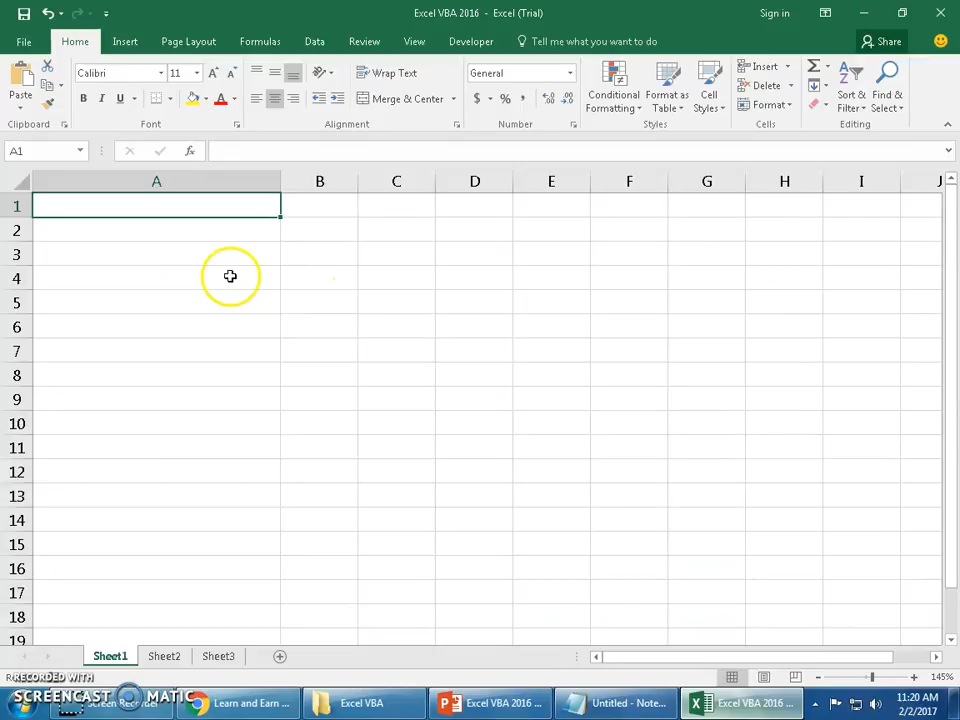 Excel VBA 2016 - Excel (Trial)
Sign in
File
Home
Insert
Page Layout
Formulas
Data
Review
View
Developer
Tell me what you want to do
Share
Paste
Calibri
11
Wrap Text
General
Merge & Center
$ % ,
B I U
Conditional Formatting
Format as Table
Cell Styles
Insert
Delete
Format
Sort & Filter
Find & Select
Clipboard
Font
Alignment
Number
Styles
Cells
Editing
A1
fx
A B C D E F G H I J
1
2
3
4
5
6
7
8
9
10
11
12
13
14
15
16
17
18
19
Sheet1
Sheet2
Sheet3
145%
RECORDED WITH
SCREENCAST MATIC
Screen Recorder
Learn and Earn ...
Excel VBA
Excel VBA 2016 ...
Untitled - Note...
Excel VBA 2016 ...
11:20 AM
2/2/2017